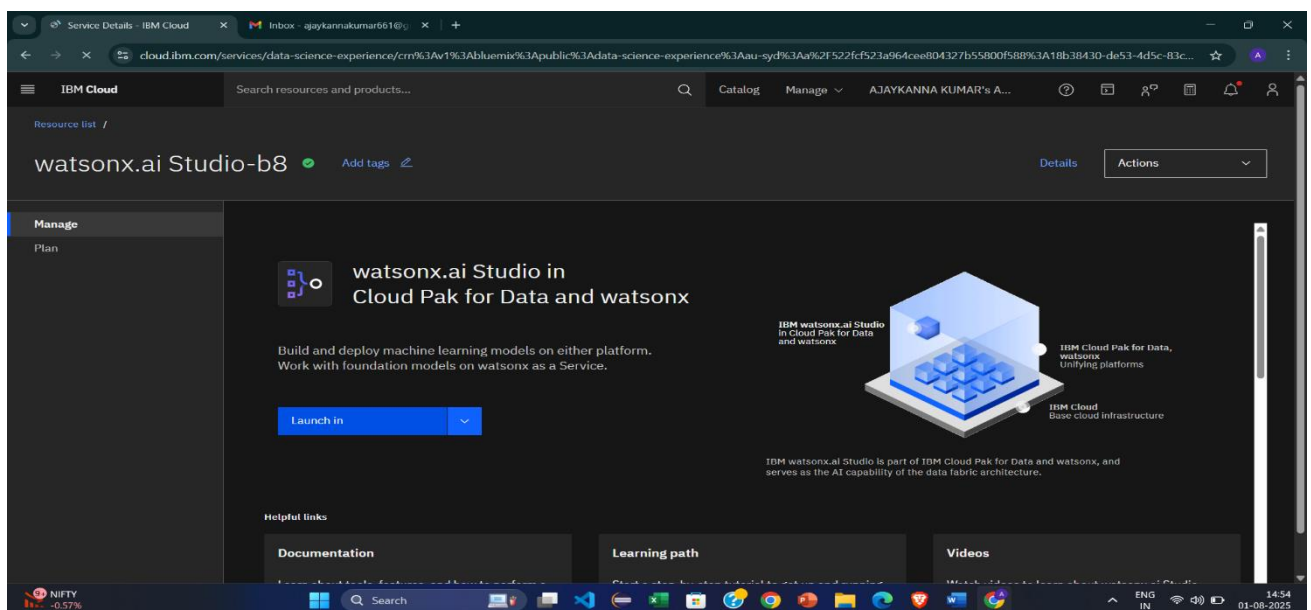 Service Details - IBM Cloud
Inbox - ajaykannakumar661@g
cloud.ibm.com/services/data-science-experience/crn%3Av1%3Abluemix%3Apublic%3Adata-science-experience%3Aau-syd%3Aa%2F522fcf523a964cee804327b55800f588%3A18b38430-de53-4d5c-83c...
IBM Cloud
Search resources and products...
Catalog
Manage
AJAYKANNA KUMAR's A...
Resource list /
watsonx.ai Studio-b8
Add tags
Details
Actions
Manage
Plan
watsonx.ai Studio in
Cloud Pak for Data and watsonx
Build and deploy machine learning models on either platform.
Work with foundation models on watsonx as a Service.
Launch in
IBM watsonx.ai Studio
in Cloud Pak for Data
and watsonx
IBM Cloud Pak for Data,
watsonx
Unifying platforms
IBM Cloud
Base cloud infrastructure
IBM watsonx.ai Studio is part of IBM Cloud Pak for Data and watsonx, and
serves as the AI capability of the data fabric architecture.
Helpful links
Documentation
Learning path
Videos
NIFTY
-0.57%
Search
ENG
IN
14:54
01-08-2025